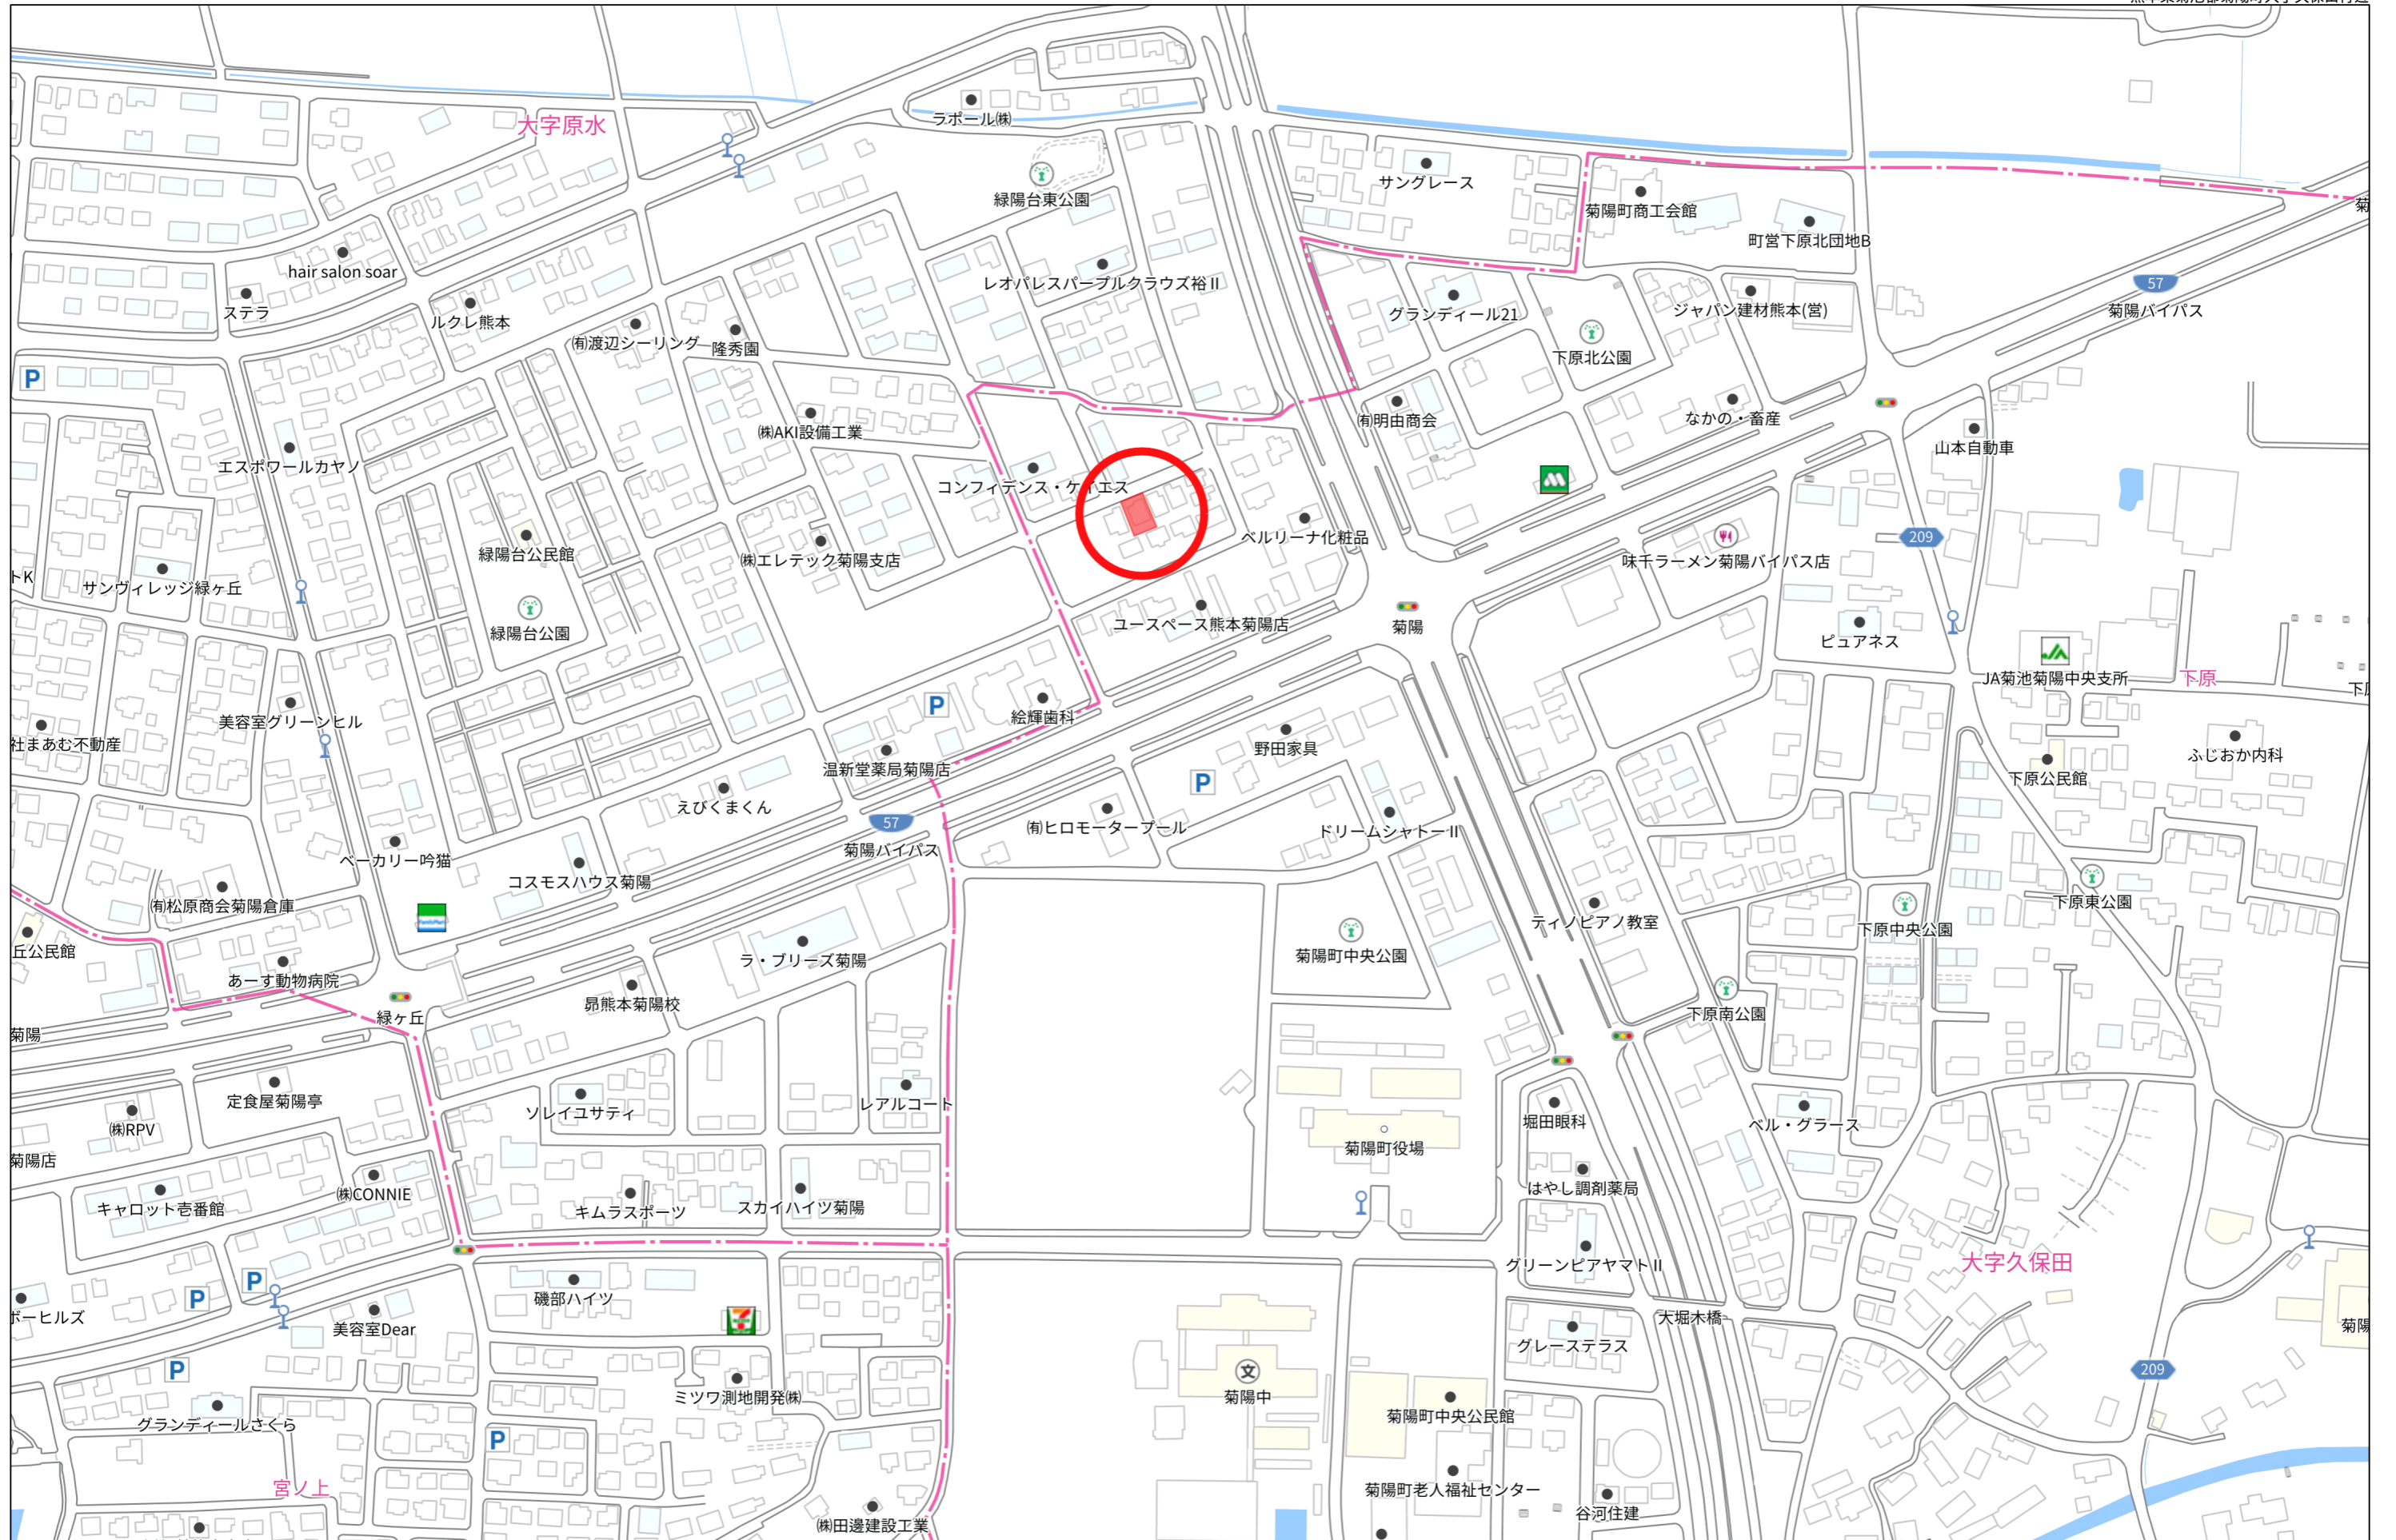 大字原水
ラポール㈱
緑陽台東公園
サングレース
菊陽町商工会館
町営下原北団地B
菊
hair salon soar
ステラ
ルクレ熊本
㈲渡辺シーリング
隆秀園
レオパレスパープルクラウズ裕Ⅱ
グランディール21
下原北公園
ジャパン建材熊本(営)
57
菊陽バイパス
P
エスポワールカヤノ
㈱AKI設備工業
コンフィデンス・ケイエス
㈲明由商会
なかの・畜産
山本自動車
緑陽台公民館
㈱エレテック菊陽支店
ベルリーナ化粧品
味千ラーメン菊陽バイパス店
209
トK
サンヴィレッジ緑ヶ丘
緑陽台公園
ユースペース熊本菊陽店
菊陽
ピュアネス
JA菊池菊陽中央支所
下原
美容室グリーンヒル
社まあむ不動産
P
絵輝歯科
温新堂薬局菊陽店
野田家具
P
下原公民館
ふじおか内科
えびくまくん
57
菊陽バイパス
㈲ヒロモータープール
ドリームシャトーⅡ
ベーカリー吟猫
コスモスハウス菊陽
㈲松原商会菊陽倉庫
丘公民館
あーす動物病院
ラ・ブリーズ菊陽
菊陽町中央公園
ティノピアノ教室
下原中央公園
下原東公園
昴熊本菊陽校
下原南公園
緑ヶ丘
菊陽
定食屋菊陽亭
㈱RPV
ソレイユサティ
レアルコート
菊陽町役場
堀田眼科
ベル・グラース
菊陽店
キャロット壱番館
㈱CONNIE
キムラスポーツ
スカイハイツ菊陽
はやし調剤薬局
グリーンピアヤマトⅡ
大字久保田
P
P
ボーヒルズ
美容室Dear
磯部ハイツ
大堀木橋
グレーステラス
菊陽
P
209
グランディールさくら
ミツワ測地開発㈱
菊陽中
文
菊陽町中央公民館
P
宮ノ上
㈱田邊建設工業
菊陽町老人福祉センター
谷河住建